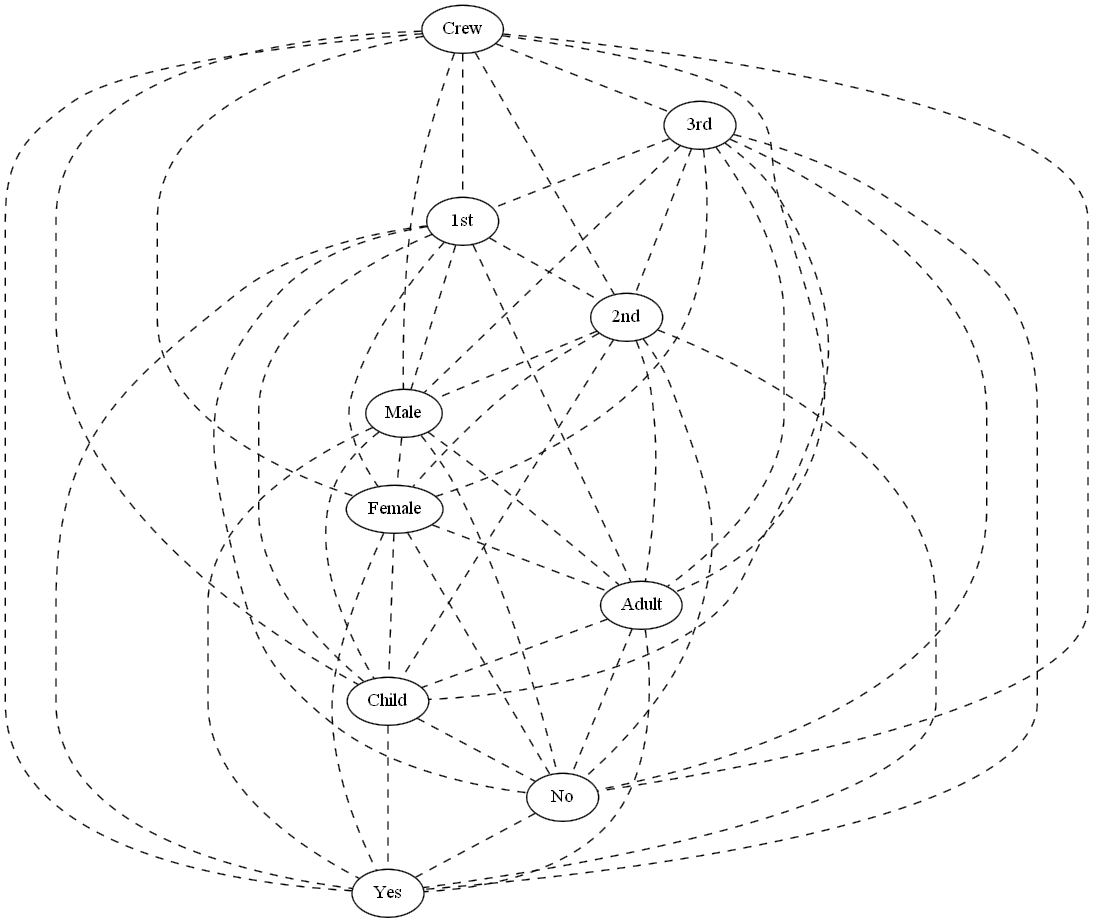 Crew
3rd
1st
2nd
Male
Female
Adult
Child
No
Yes